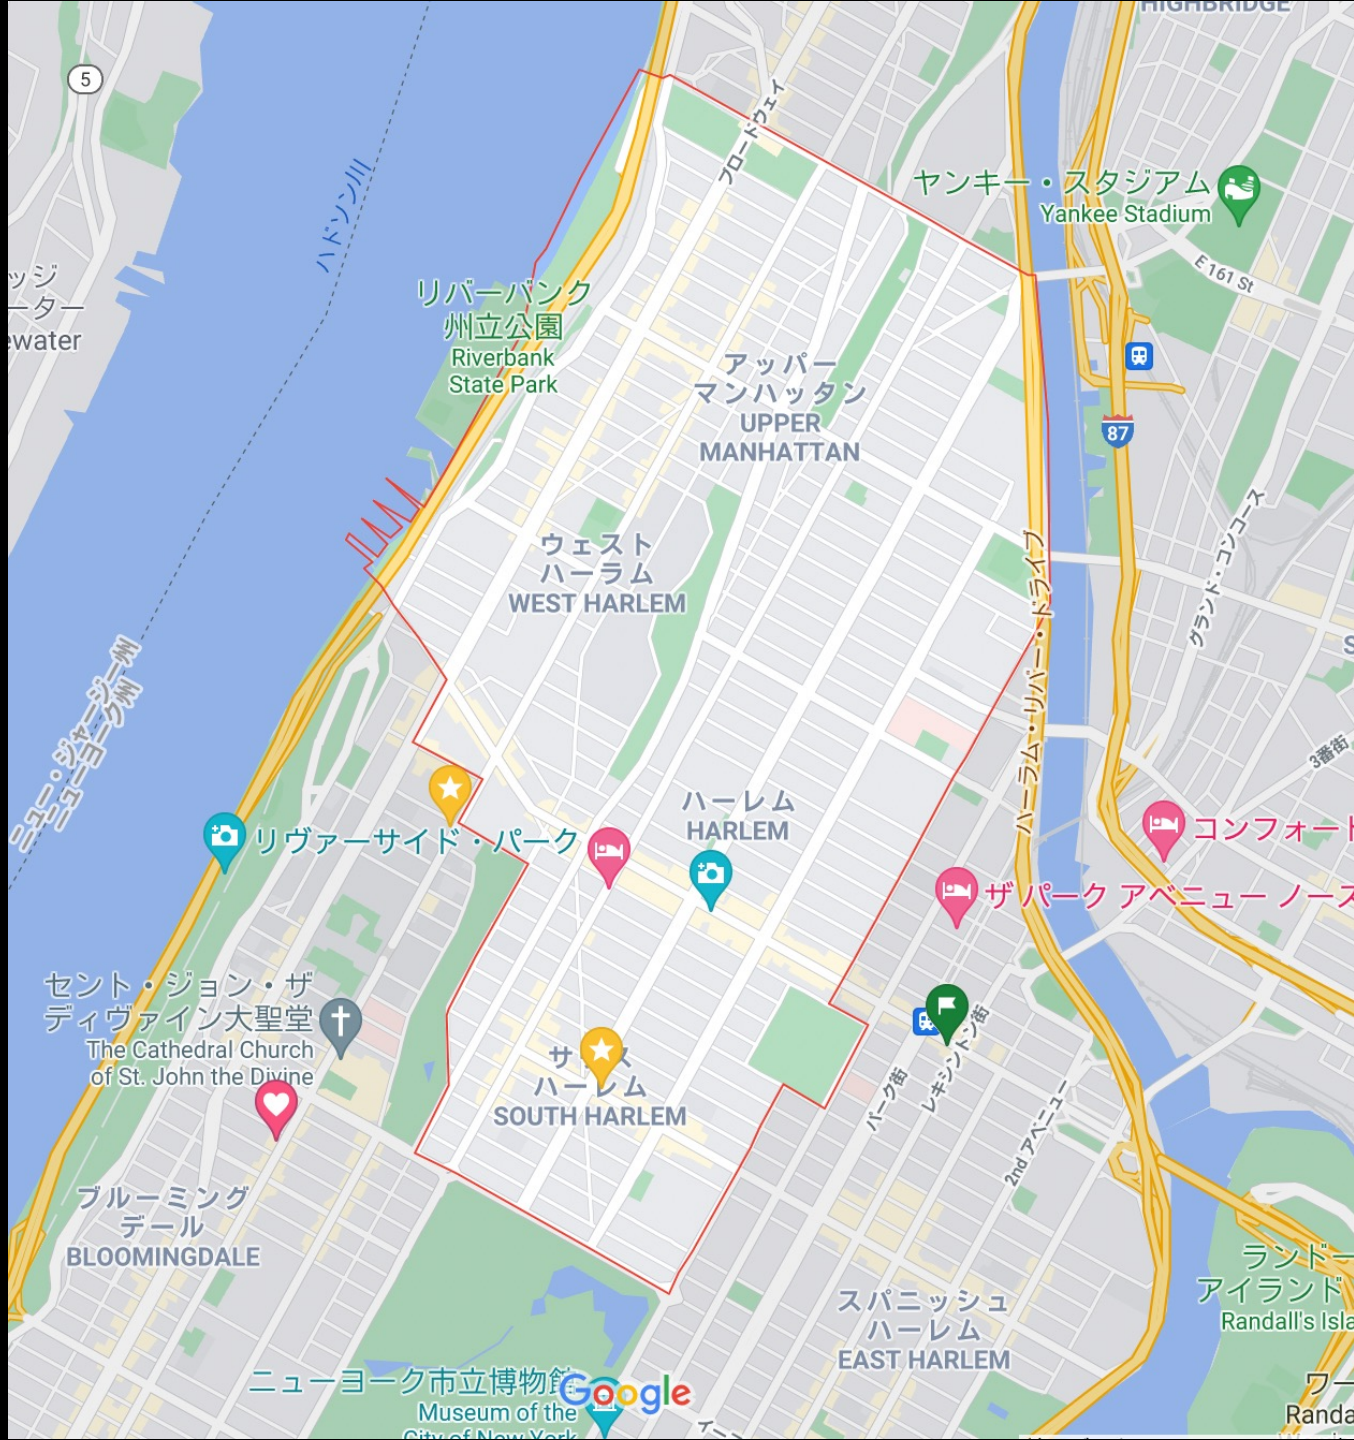 HIGHBRIDGE
5
ハドソン川
ブロードウェイ
ヤンキー・スタジアム
Yankee Stadium
E 161 St
ッジ
ーター
ewater
リバーバンク
州立公園
Riverbank
State Park
アッパー
マンハッタン
UPPER
MANHATTAN
87
グランド・コンコース
ウェスト
ハーラム
WEST HARLEM
ハーラム・リバー・ドライブ
ニュー・ジャージー州
ニューヨーク州
3番街
S
ハーレム
HARLEM
リヴァーサイド・パーク
コンフォート
ザ パーク アベニュー ノース
セント・ジョン・ザ
ディヴァイン大聖堂
The Cathedral Church
of St. John the Divine
サ ス
ハーレム
SOUTH HARLEM
パーク街
レキシントン街
2nd アベニュー
ブルーミング
デール
BLOOMINGDALE
スパニッシュ
ハーレム
EAST HARLEM
ランドー
アイランド
Randall's Isla
ニューヨーク市立博物館
Museum of the
City of New York
Google
イース
ワー
Randa